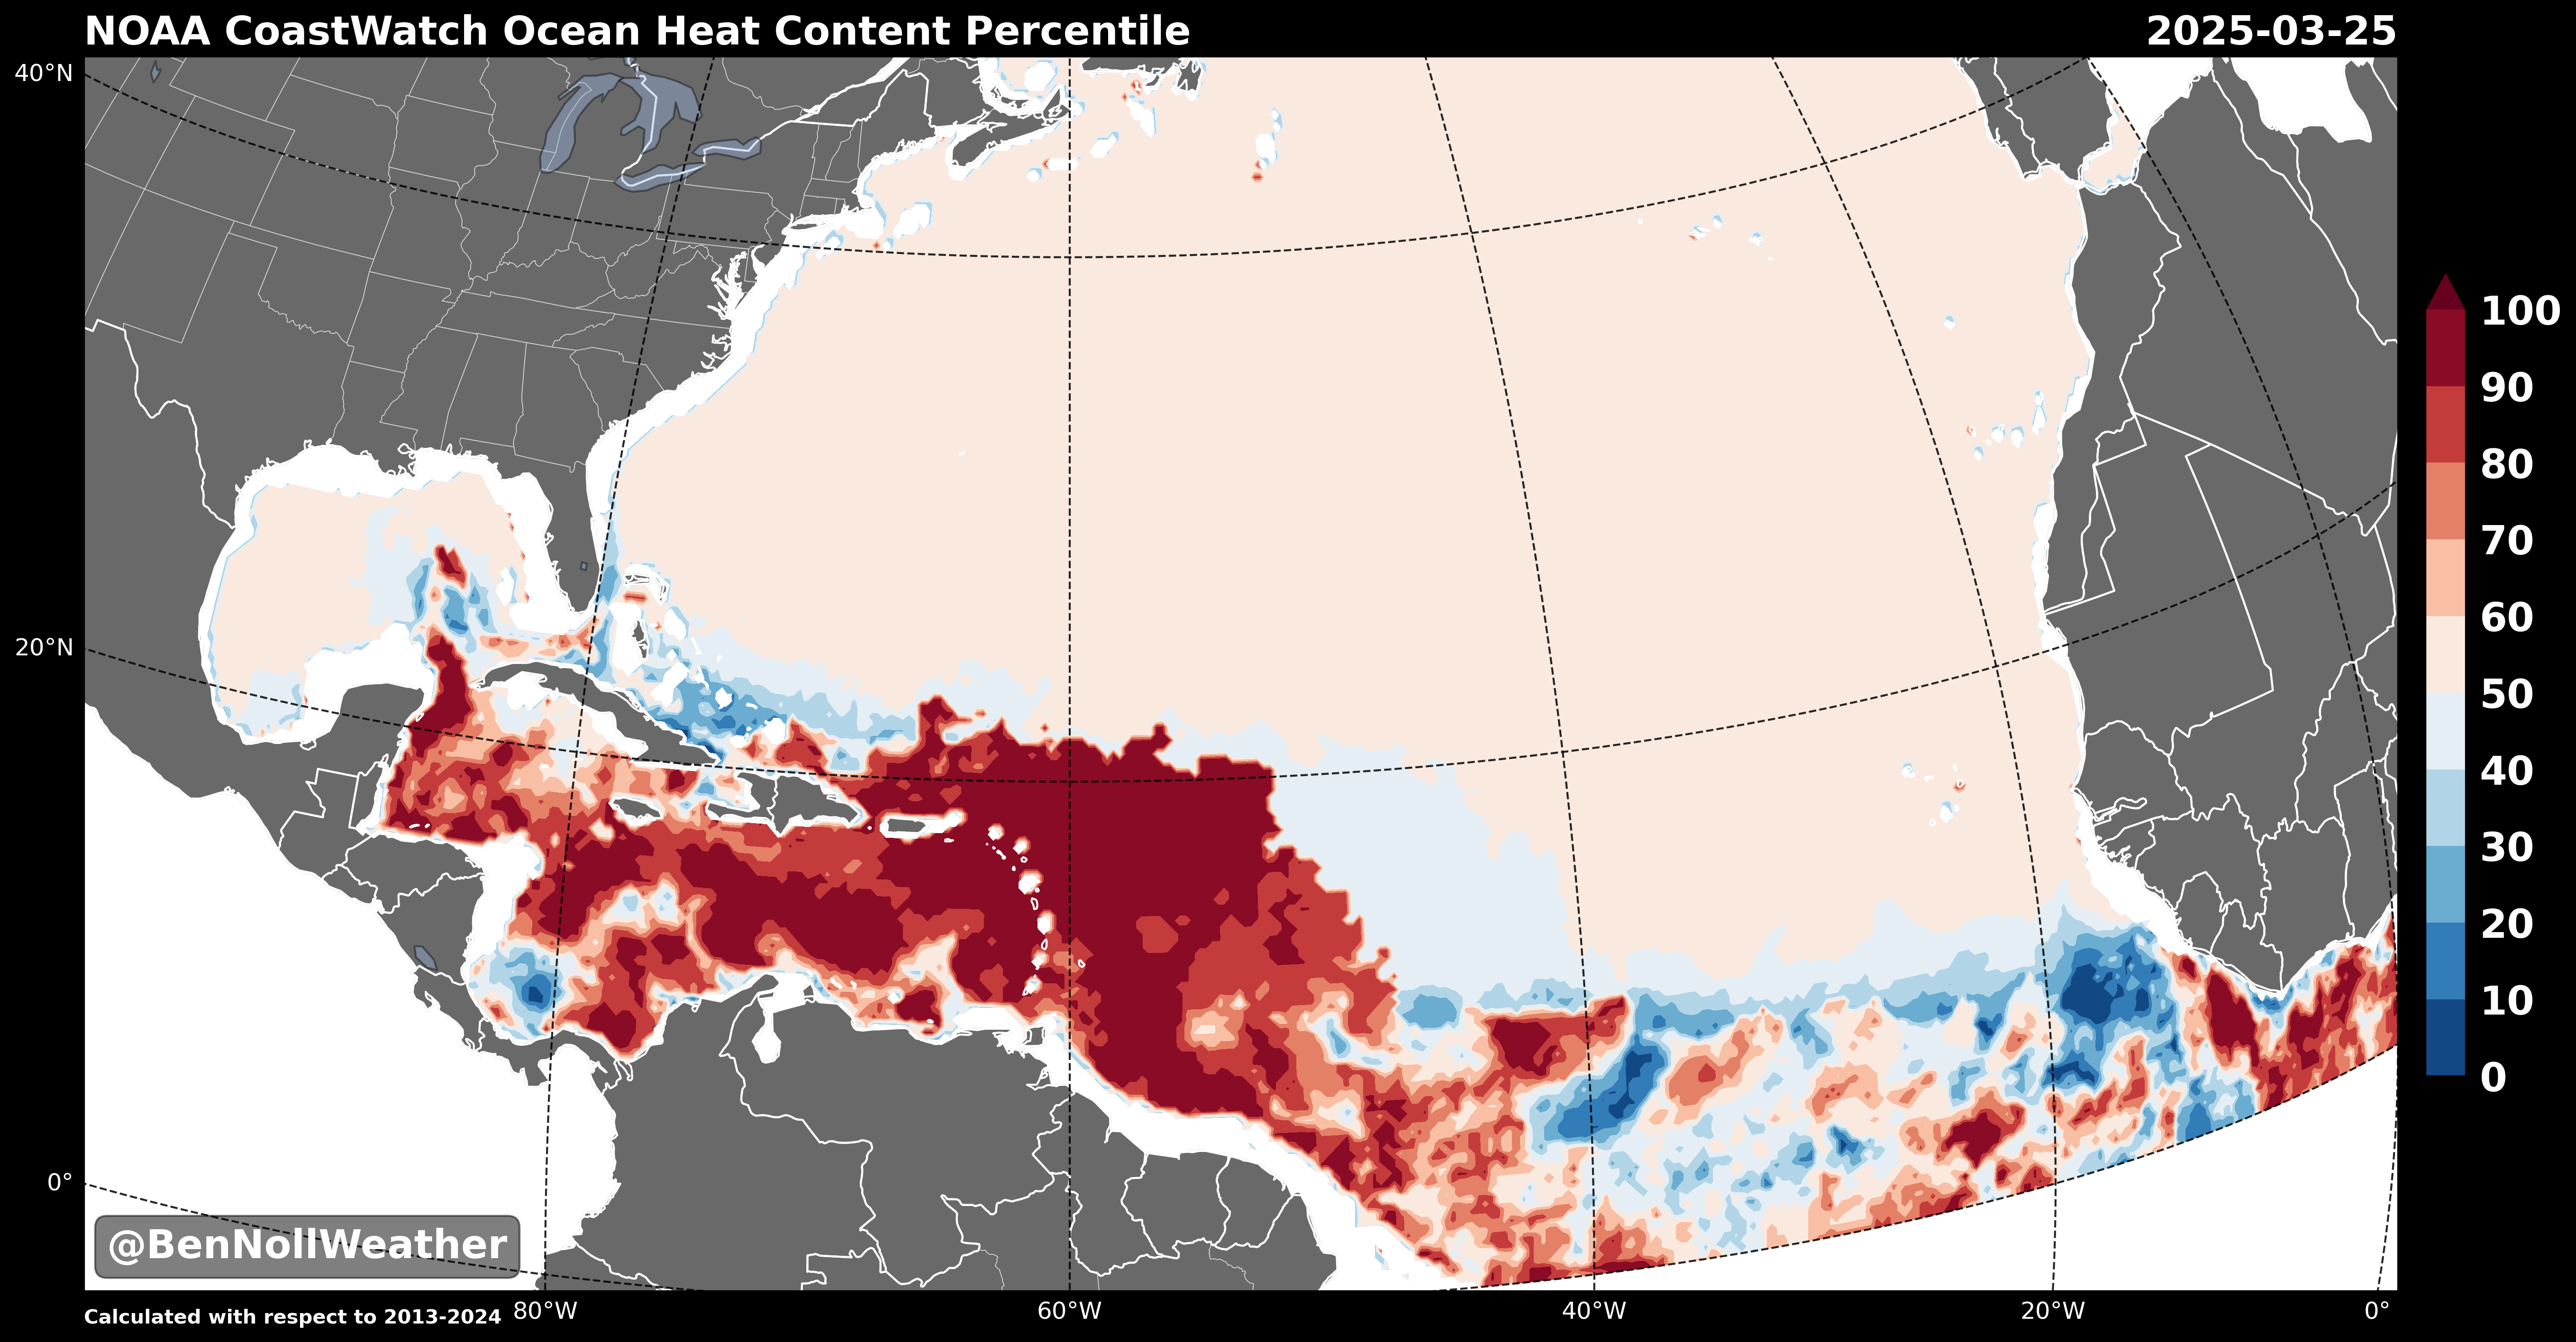 NOAA CoastWatch Ocean Heat Content Percentile 2025-03-25
40°N
20°N
0°
100
90
80
70
60
50
40
30
20
10
0
@BenNollWeather
Calculated with respect to 2013-2024 80°W 60°W 40°W 20°W 0°